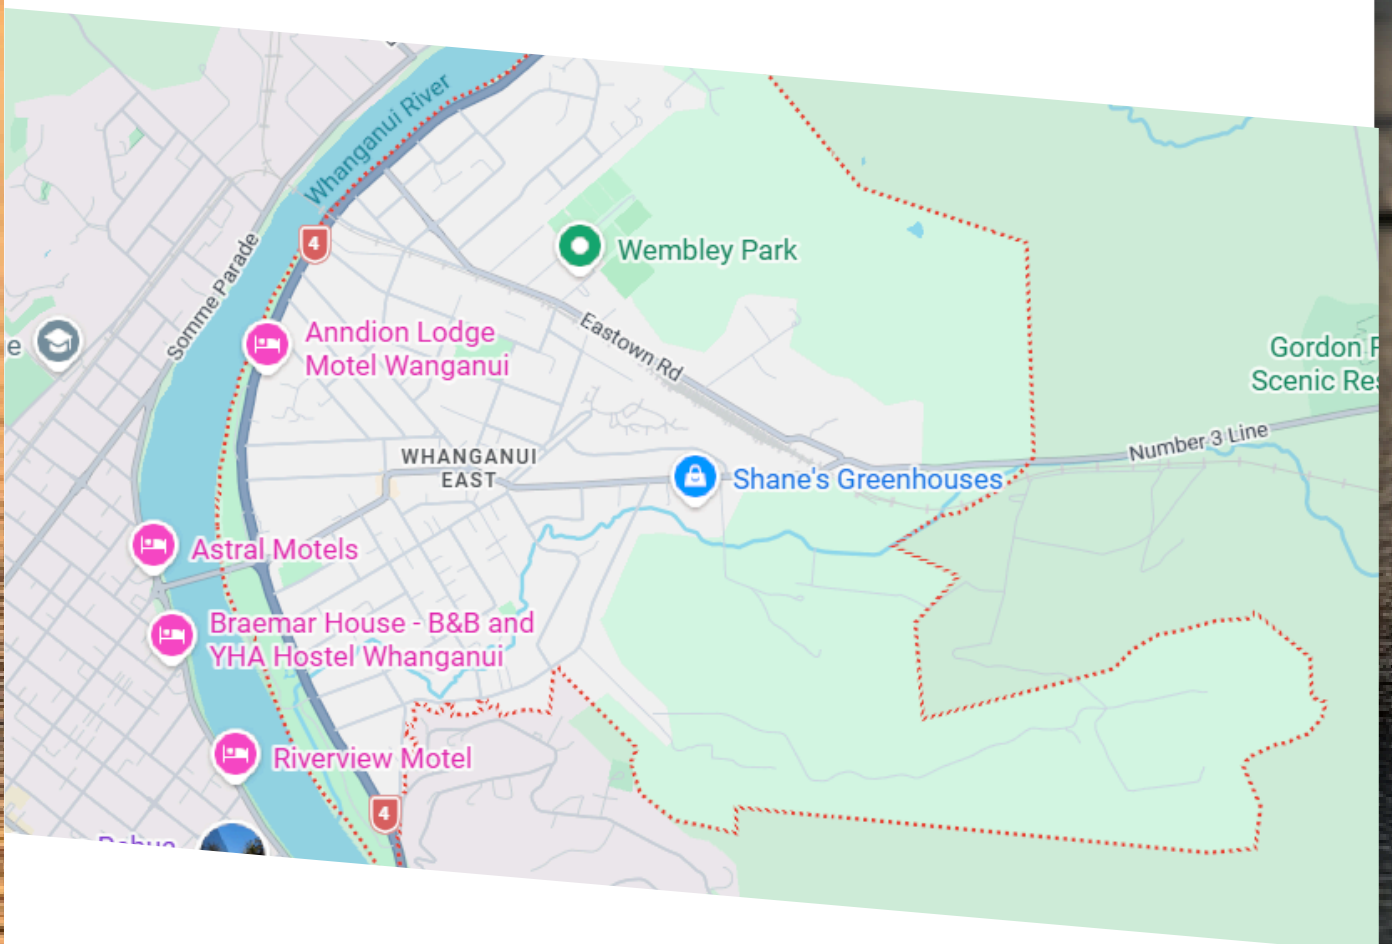 Whanganui River
4
Somme Parade
Wembley Park
e
Anndion Lodge
Motel Wanganui
Eastown Rd
Gordon
Scenic Res
Number 3 Line
WHANGANUI
EAST
Shane's Greenhouses
Astral Motels
Braemar House - B&B and
YHA Hostel Whanganui
Riverview Motel
4